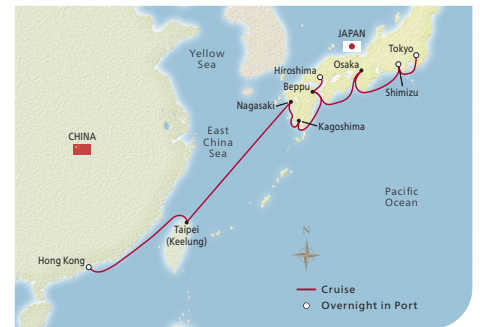 JAPAN
Tokyo
Yellow
Sea
Hiroshima
Osaka
Beppu
Shimizu
Nagasaki
Kagoshima
CHINA
East
China
Sea
Pacific
Ocean
Taipei
(Keelung)
N
Hong Kong
Cruise
Overnight in Port